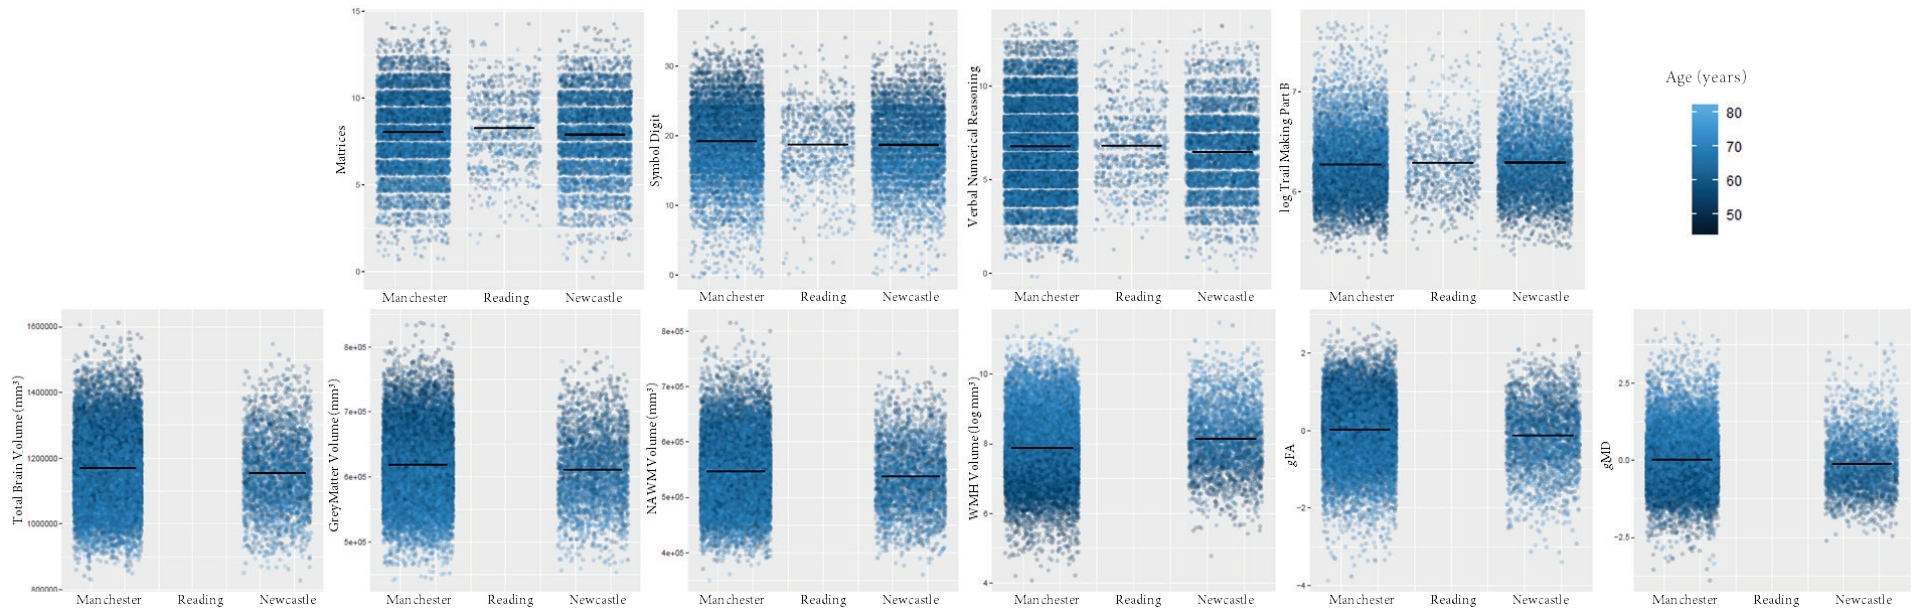 Matrices
15
10
5
0
Manchester Reading Newcastle
Symbol Digit
30
20
10
0
Manchester Reading Newcastle
Verbal Numerical Reasoning
10
5
0
Manchester Reading Newcastle
log Trail Making Part B
7
6
Manchester Reading Newcastle
Age (years)
80
70
60
50
Total Brain Volume (mm³)
1600000
1400000
1200000
1000000
800000
Manchester Reading Newcastle
Grey Matter Volume (mm³)
8e+05
7e+05
6e+05
5e+05
Manchester Reading Newcastle
NAWM Volume (mm³)
8e+05
7e+05
6e+05
5e+05
4e+05
Manchester Reading Newcastle
WMH Volume (log mm³)
10
8
6
4
Manchester Reading Newcastle
gFA
2
0
−2
−4
Manchester Reading Newcastle
gMD
2.5
0.0
−2.5
Manchester Reading Newcastle